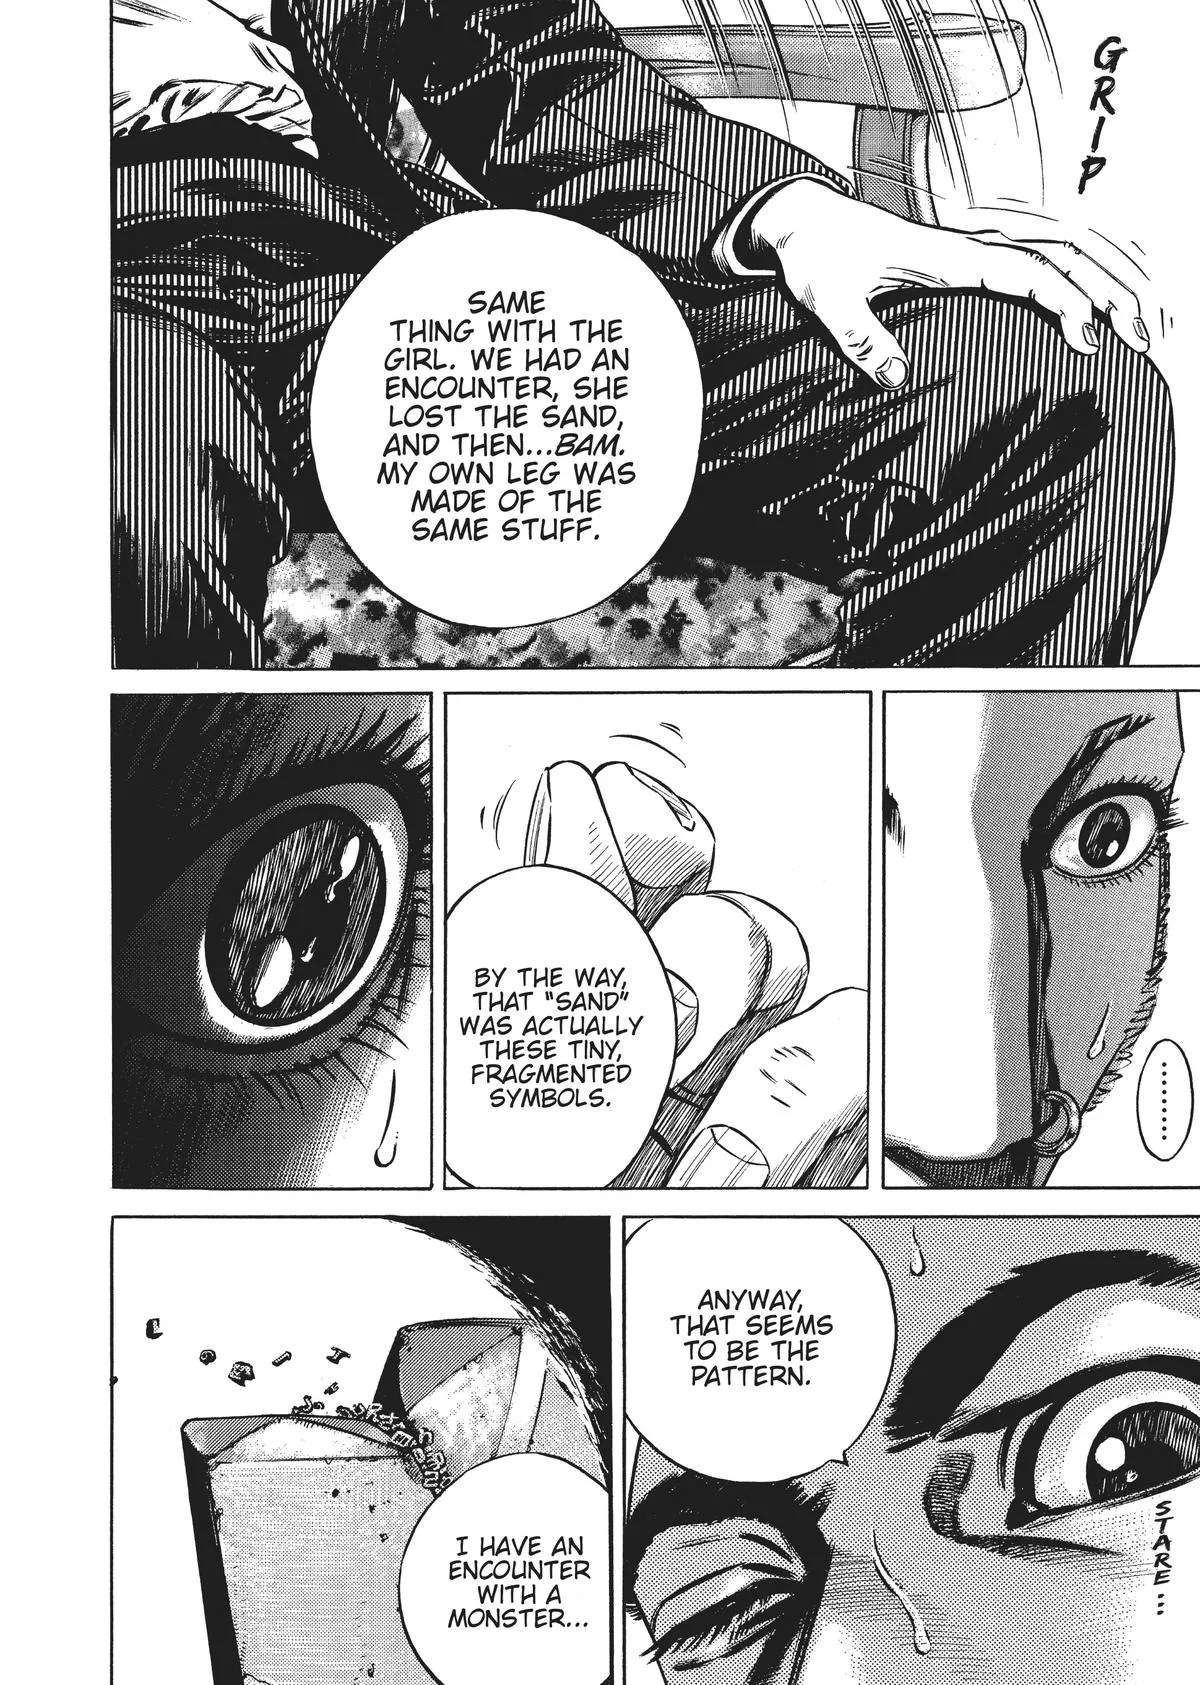 GRIP
SAME
THING WITH THE
GIRL. WE HAD AN
ENCOUNTER, SHE
LOST THE SAND,
AND THEN...BAM.
MY OWN LEG WAS
MADE OF THE
SAME STUFF.
.........
BY THE WAY,
THAT "SAND"
WAS ACTUALLY
THESE TINY,
FRAGMENTED
SYMBOLS.
ANYWAY,
THAT SEEMS
TO BE THE
PATTERN.
STARE...
I HAVE AN
ENCOUNTER
WITH A
MONSTER...